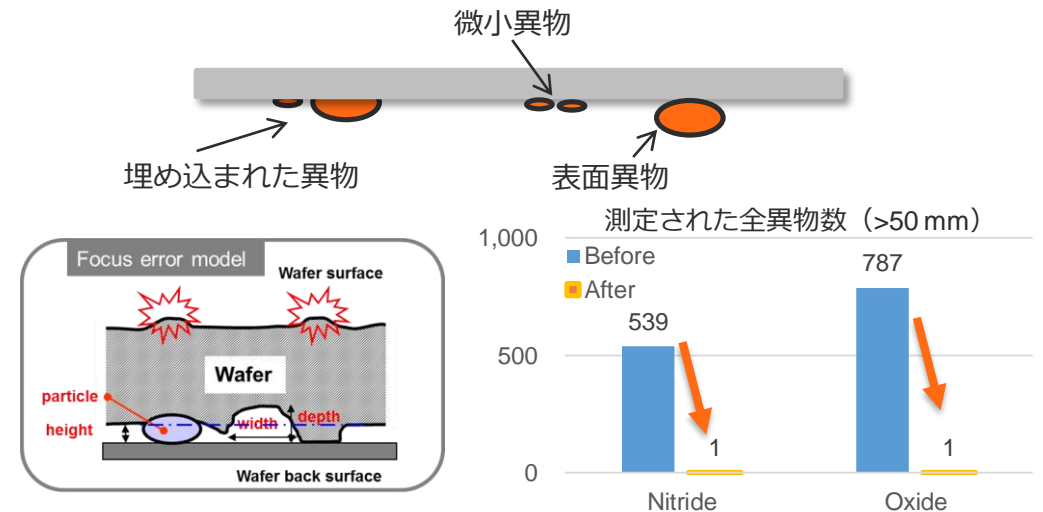 微小異物
埋め込まれた異物
表面異物
Focus error model
Wafer surface
Wafer
particle
height
width
depth
Wafer back surface
測定された全異物数（>50 mm）
1,000
500
0
Before
After
539
1
787
1
Nitride
Oxide